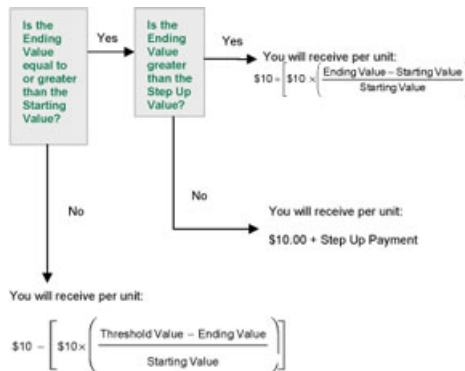 Is the
Ending
Value
equal to
or greater
than the
Starting
Value?
Yes
Is the
Ending
Value
greater
than the
Step Up
Value?
Yes
You will receive per unit:
$10 + [$10 × (Ending Value – Starting Value
Starting Value
No
No
You will receive per unit:
$10.00 + Step Up Payment
You will receive per unit:
$10 – [$10× (Threshold Value – Ending Value
Starting Value)]